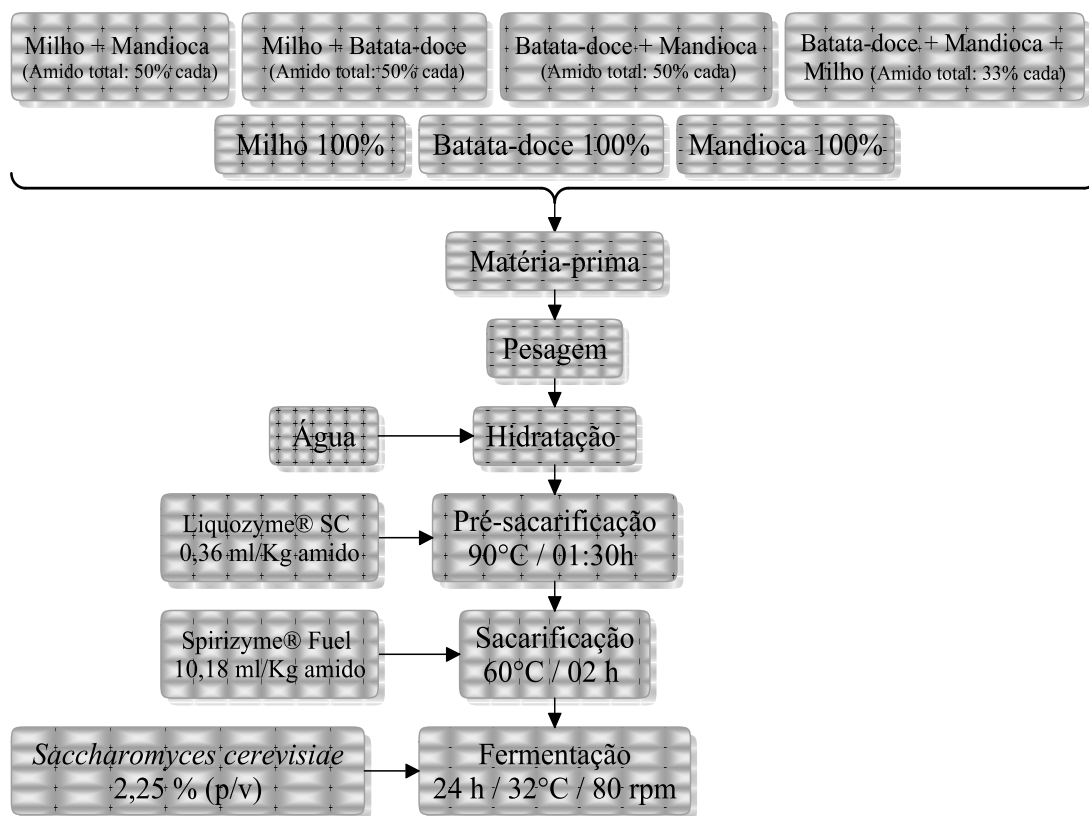 Milho + Mandioca
(Amido total: 50% cada)
Milho + Batata-doce
(Amido total: 50% cada)
Batata-doce + Mandioca
(Amido total: 50% cada)
Batata-doce + Mandioca +
Milho (Amido total: 33% cada)
Milho 100%
Batata-doce 100%
Mandioca 100%
Matéria-prima
Pesagem
Água
Hidratação
Liquozyme® SC
0,36 ml/Kg amido
Pré-sacarificação
90°C / 01:30h
Spirizyme® Fuel
10,18 ml/Kg amido
Sacarificação
60°C / 02 h
Saccharomyces cerevisiae
2,25 % (p/v)
Fermentação
24 h / 32°C / 80 rpm